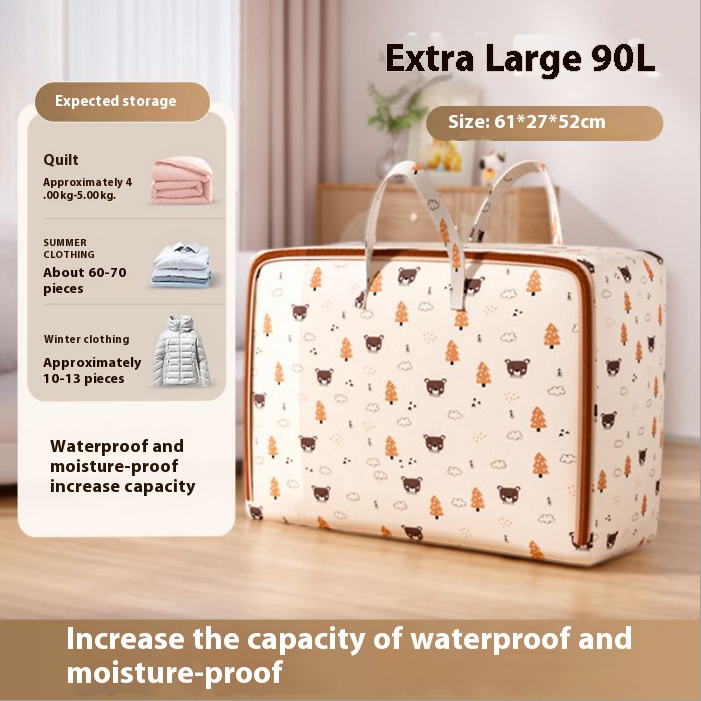 Extra Large 90L
Size: 61*27*52cm
Expected storage
Quilt
Approximately 4
.00kg-5.00kg.
SUMMER
CLOTHING
About 60-70
pieces
Winter clothing
Approximately
10-13 pieces
Waterproof and
moisture-proof
increase capacity
Increase the capacity of waterproof and
moisture-proof